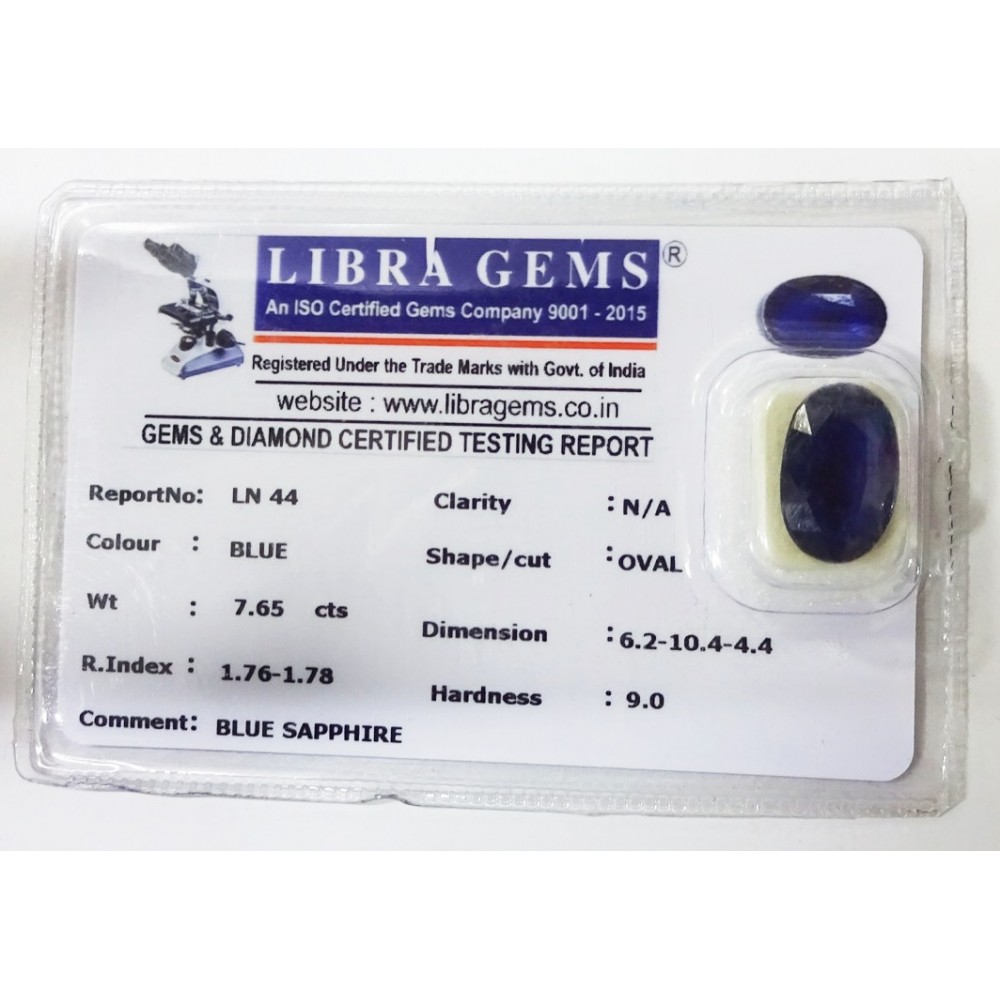 LIBRA GEMS ®
An ISO Certified Gems Company 9001 - 2015
Registered Under the Trade Marks with Govt. of India
website : www.libragems.co.in
GEMS & DIAMOND CERTIFIED TESTING REPORT
ReportNo: LN 44
Colour : BLUE
Wt : 7.65 cts
R.Index : 1.76-1.78
Comment: BLUE SAPPHIRE
Clarity : N/A
Shape/cut : OVAL
Dimension : 6.2-10.4-4.4
Hardness : 9.0